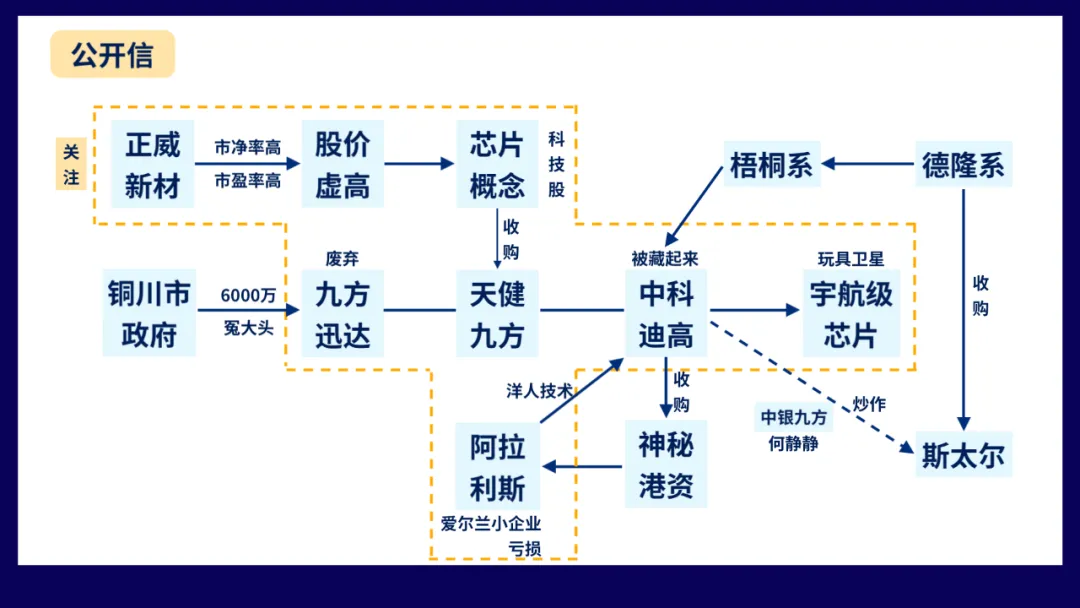 公开信
关
注
正威
新材
市净率高
市盈率高
股价
虚高
芯片
概念
科
技
股
梧桐系
德隆系
收
购
铜川市
政府
6000万
冤大头
废弃
九方
迅达
天健
九方
被藏起来
中科
迪高
玩具卫星
宇航级
芯片
收
购
洋人技术
收
购
中银九方
何静静
炒作
阿拉
利斯
爱尔兰小企业
亏损
神秘
港资
斯太尔